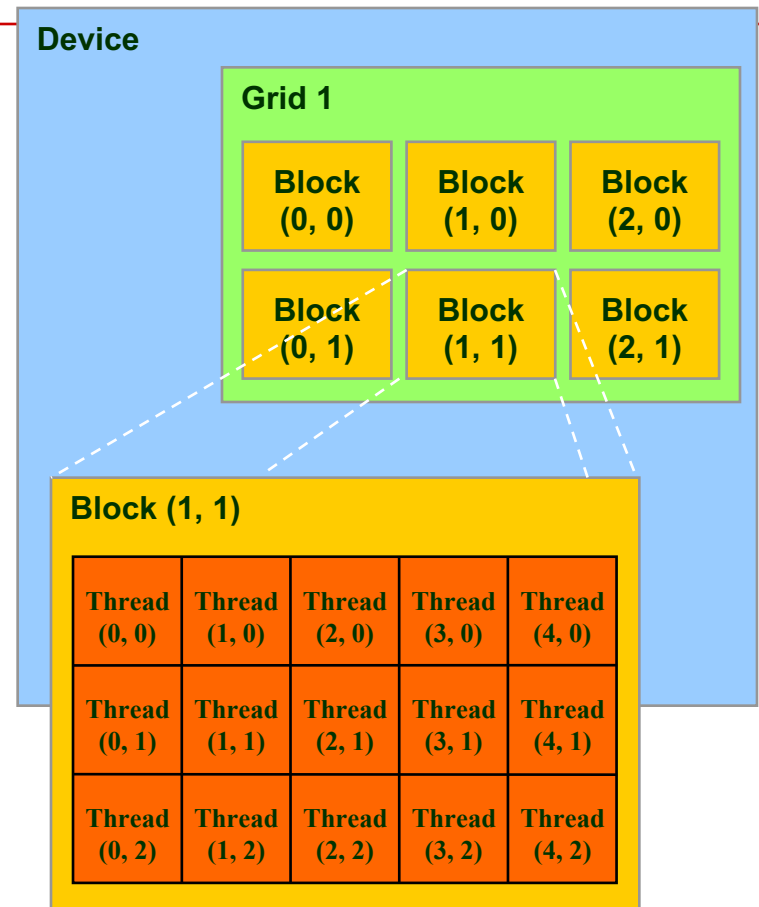 Device
Grid 1
Block Block Block
(0, 0) (1, 0) (2, 0)
Block Block Block
(0, 1) (1, 1) (2, 1)
Block (1, 1)
Thread Thread Thread Thread Thread
(0, 0) (1, 0) (2, 0) (3, 0) (4, 0)
Thread Thread Thread Thread Thread
(0, 1) (1, 1) (2, 1) (3, 1) (4, 1)
Thread Thread Thread Thread Thread
(0, 2) (1, 2) (2, 2) (3, 2) (4, 2)